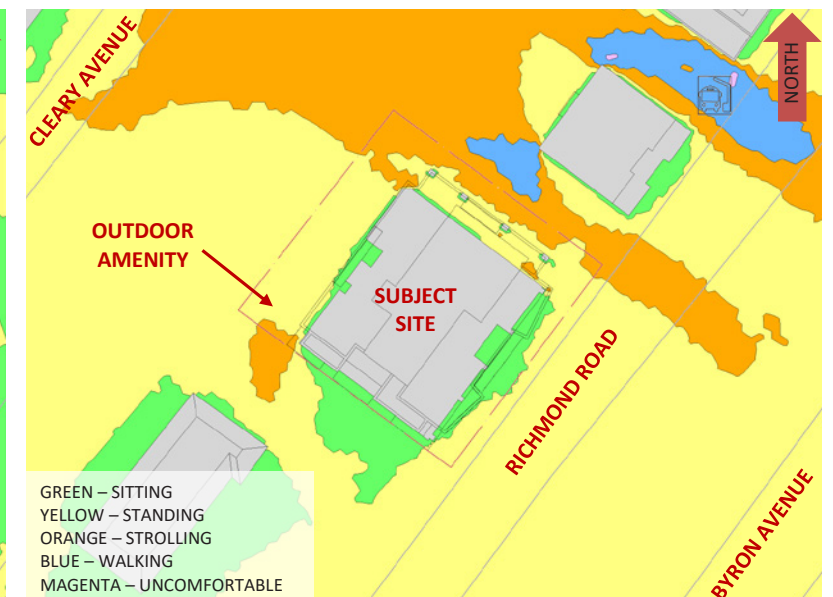 CLEARY AVENUE
NORTH
OUTDOOR
AMENITY
SUBJECT
SITE
RICHMOND ROAD
BYRON AVENUE
GREEN – SITTING
YELLOW – STANDING
ORANGE – STROLLING
BLUE – WALKING
MAGENTA – UNCOMFORTABLE